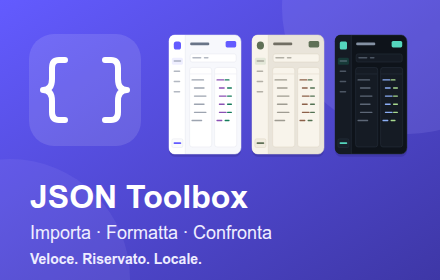 { }
JSON Toolbox
Importa · Formatta · Confronta
Veloce. Riservato. Locale.